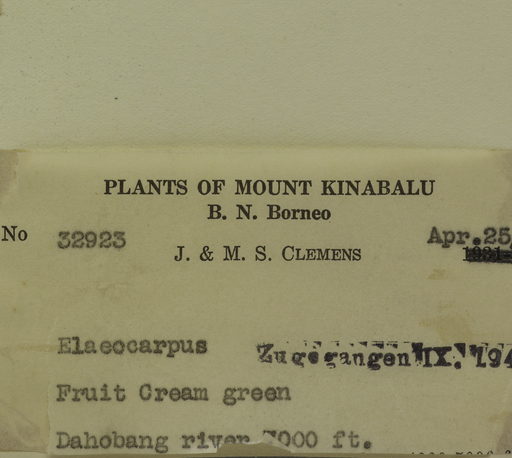 PLANTS OF MOUNT KINABALU
B. N. Borneo
No 32923 Apr. 25,
J. & M. S. CLEMENS
Elaeocarpus Zugegangen IX. 194
Fruit Cream green
Dahobang river 7000 ft.